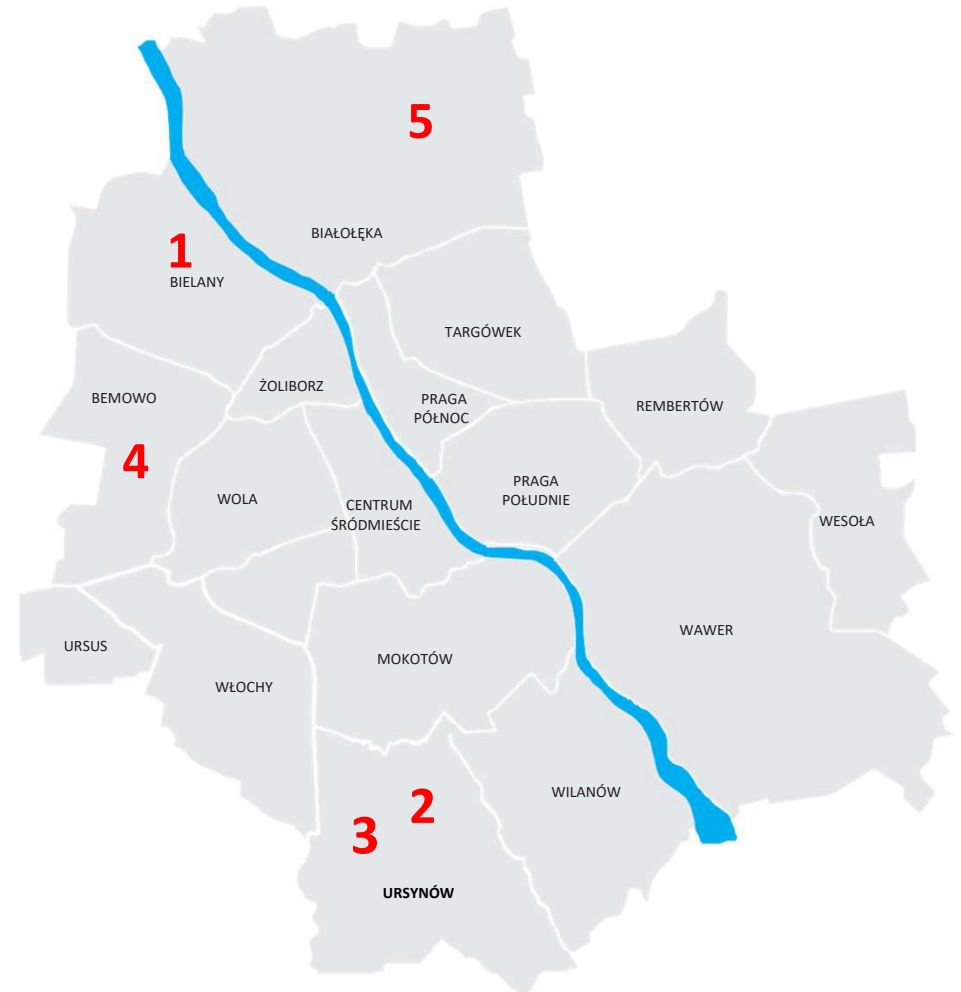 5
BIAŁOŁĘKA
1
BIELANY
TARGÓWEK
ŻOLIBORZ
BEMOWO
PRAGA
PÓŁNOC
REMBERTÓW
4
WOLA
CENTRUM
ŚRÓDMIEŚCIE
PRAGA
POŁUDNIE
WESOŁA
URSUS
MOKOTÓW
WAWER
WŁOCHY
WILANÓW
2
3
URSYNÓW